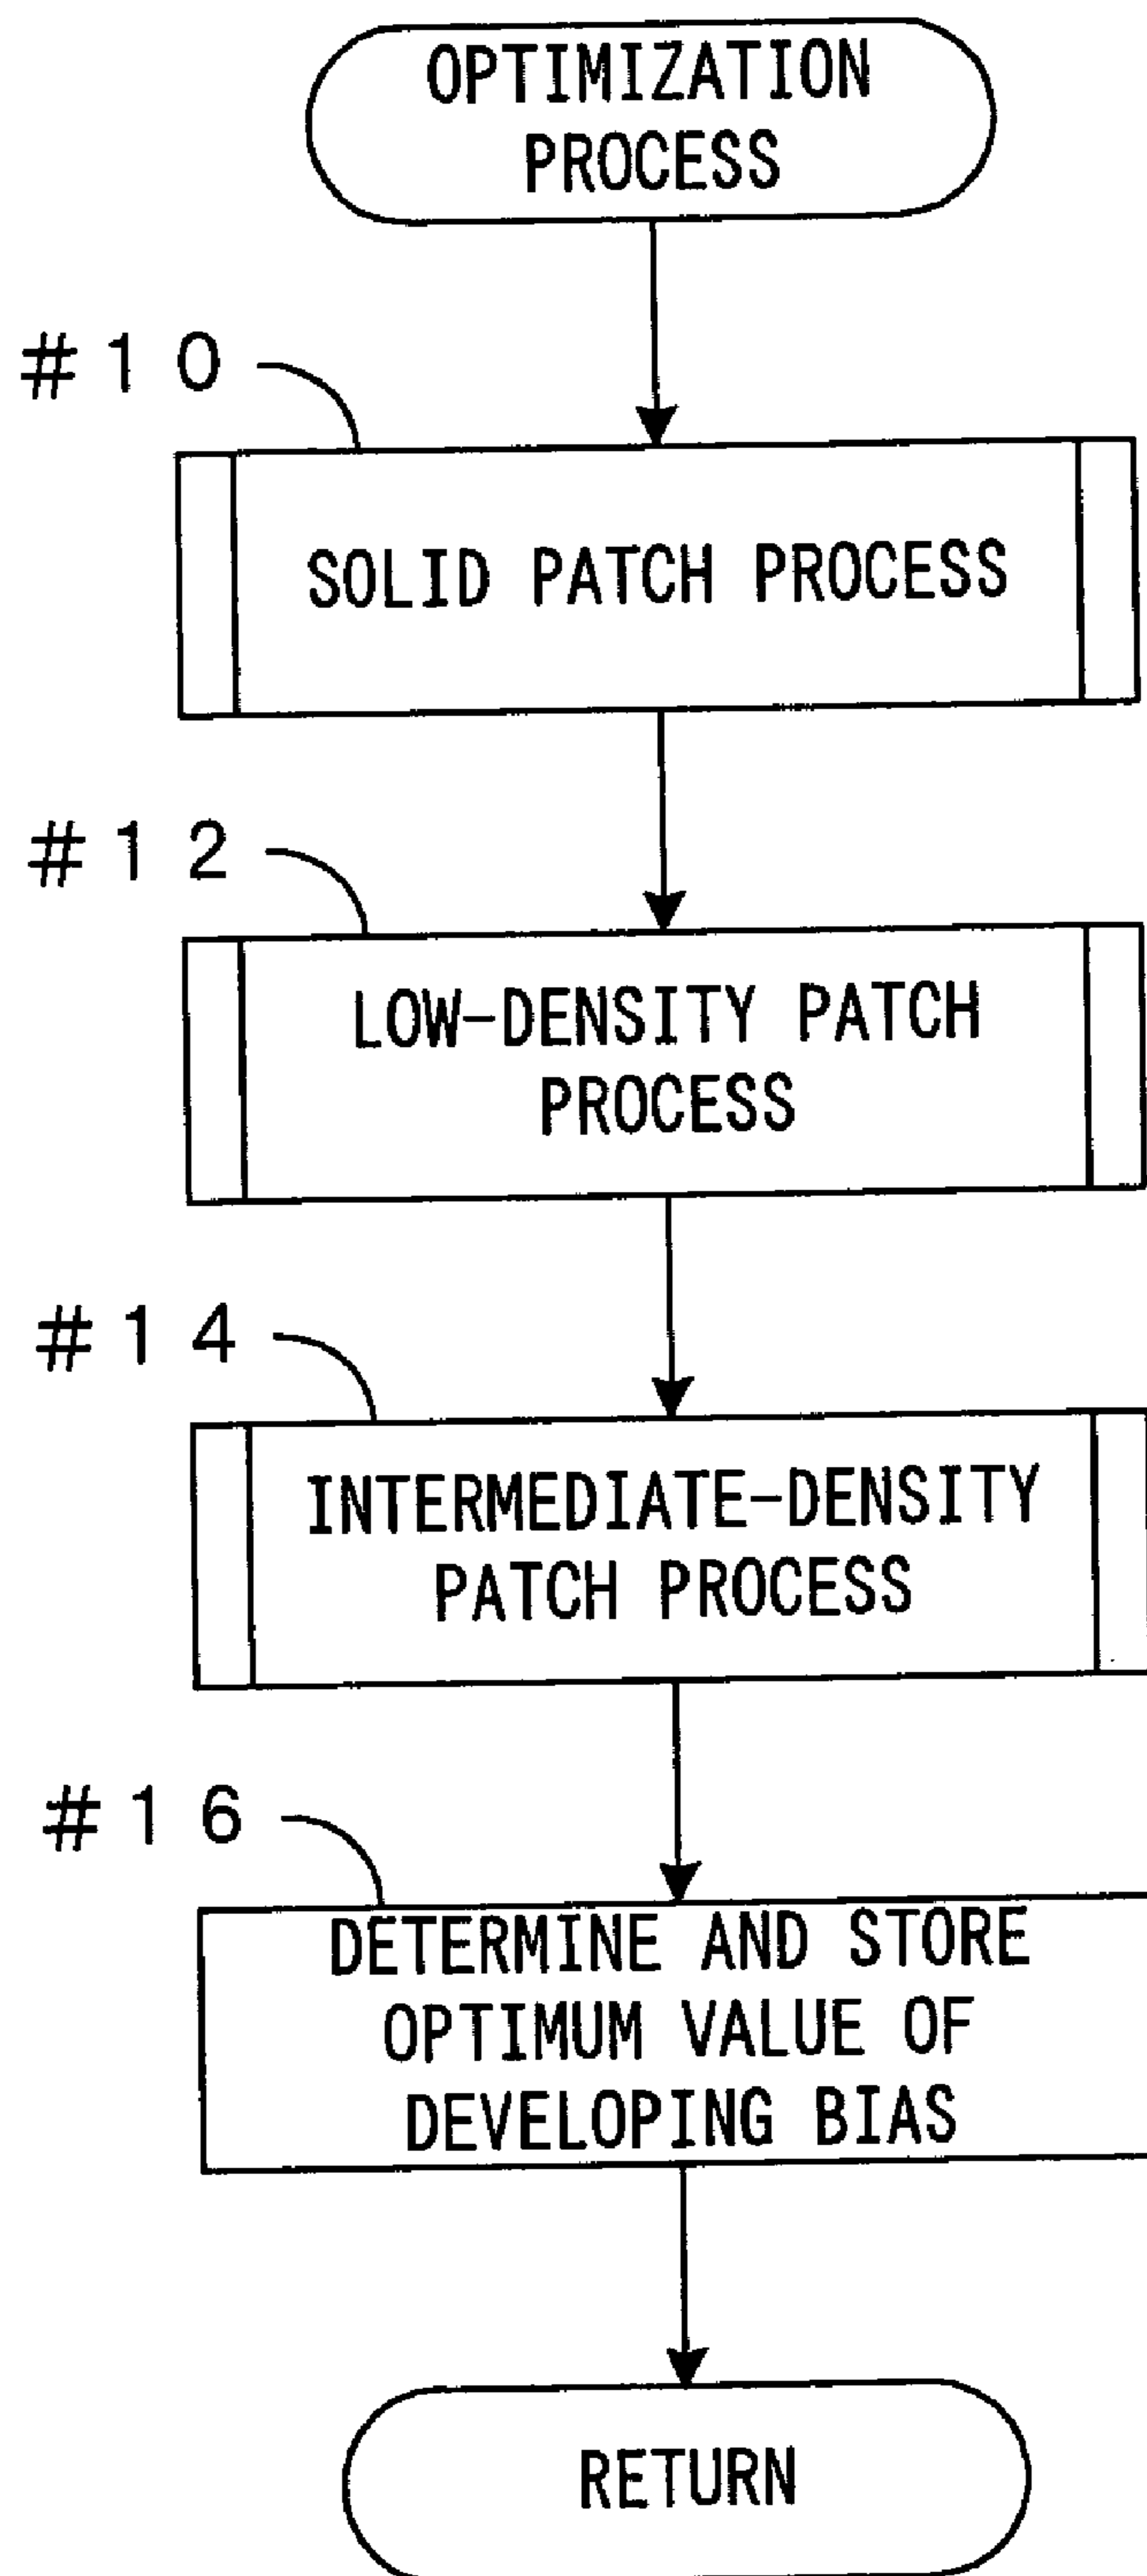 OPTIMIZATION
PROCESS
#10
SOLID PATCH PROCESS
#12
LOW-DENSITY PATCH
PROCESS
#14
INTERMEDIATE-DENSITY
PATCH PROCESS
#16
DETERMINE AND STORE
OPTIMUM VALUE OF
DEVELOPING BIAS
RETURN